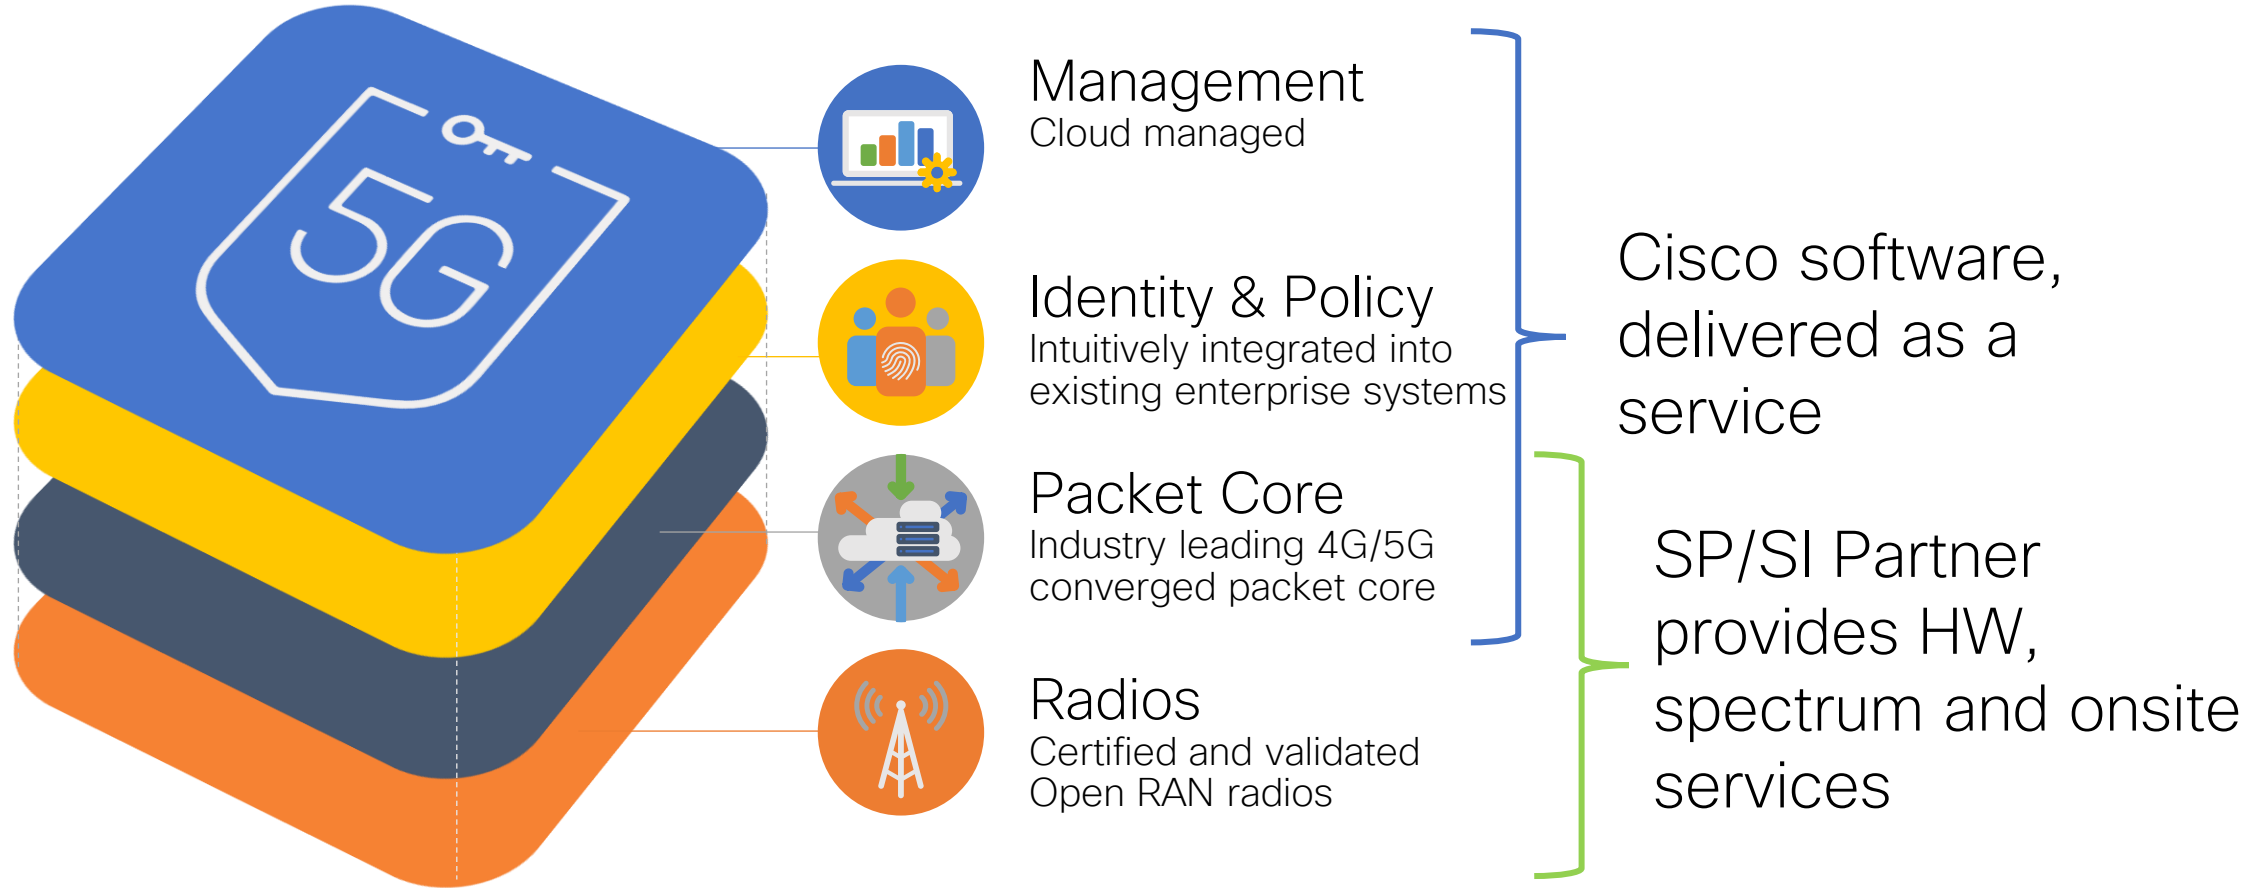 5G
Management
Cloud managed
Identity & Policy
Intuitively integrated into
existing enterprise systems
Packet Core
Industry leading 4G/5G
converged packet core
Radios
Certified and validated
Open RAN radios
Cisco software,
delivered as a
service
SP/SI Partner
provides HW,
spectrum and onsite
services